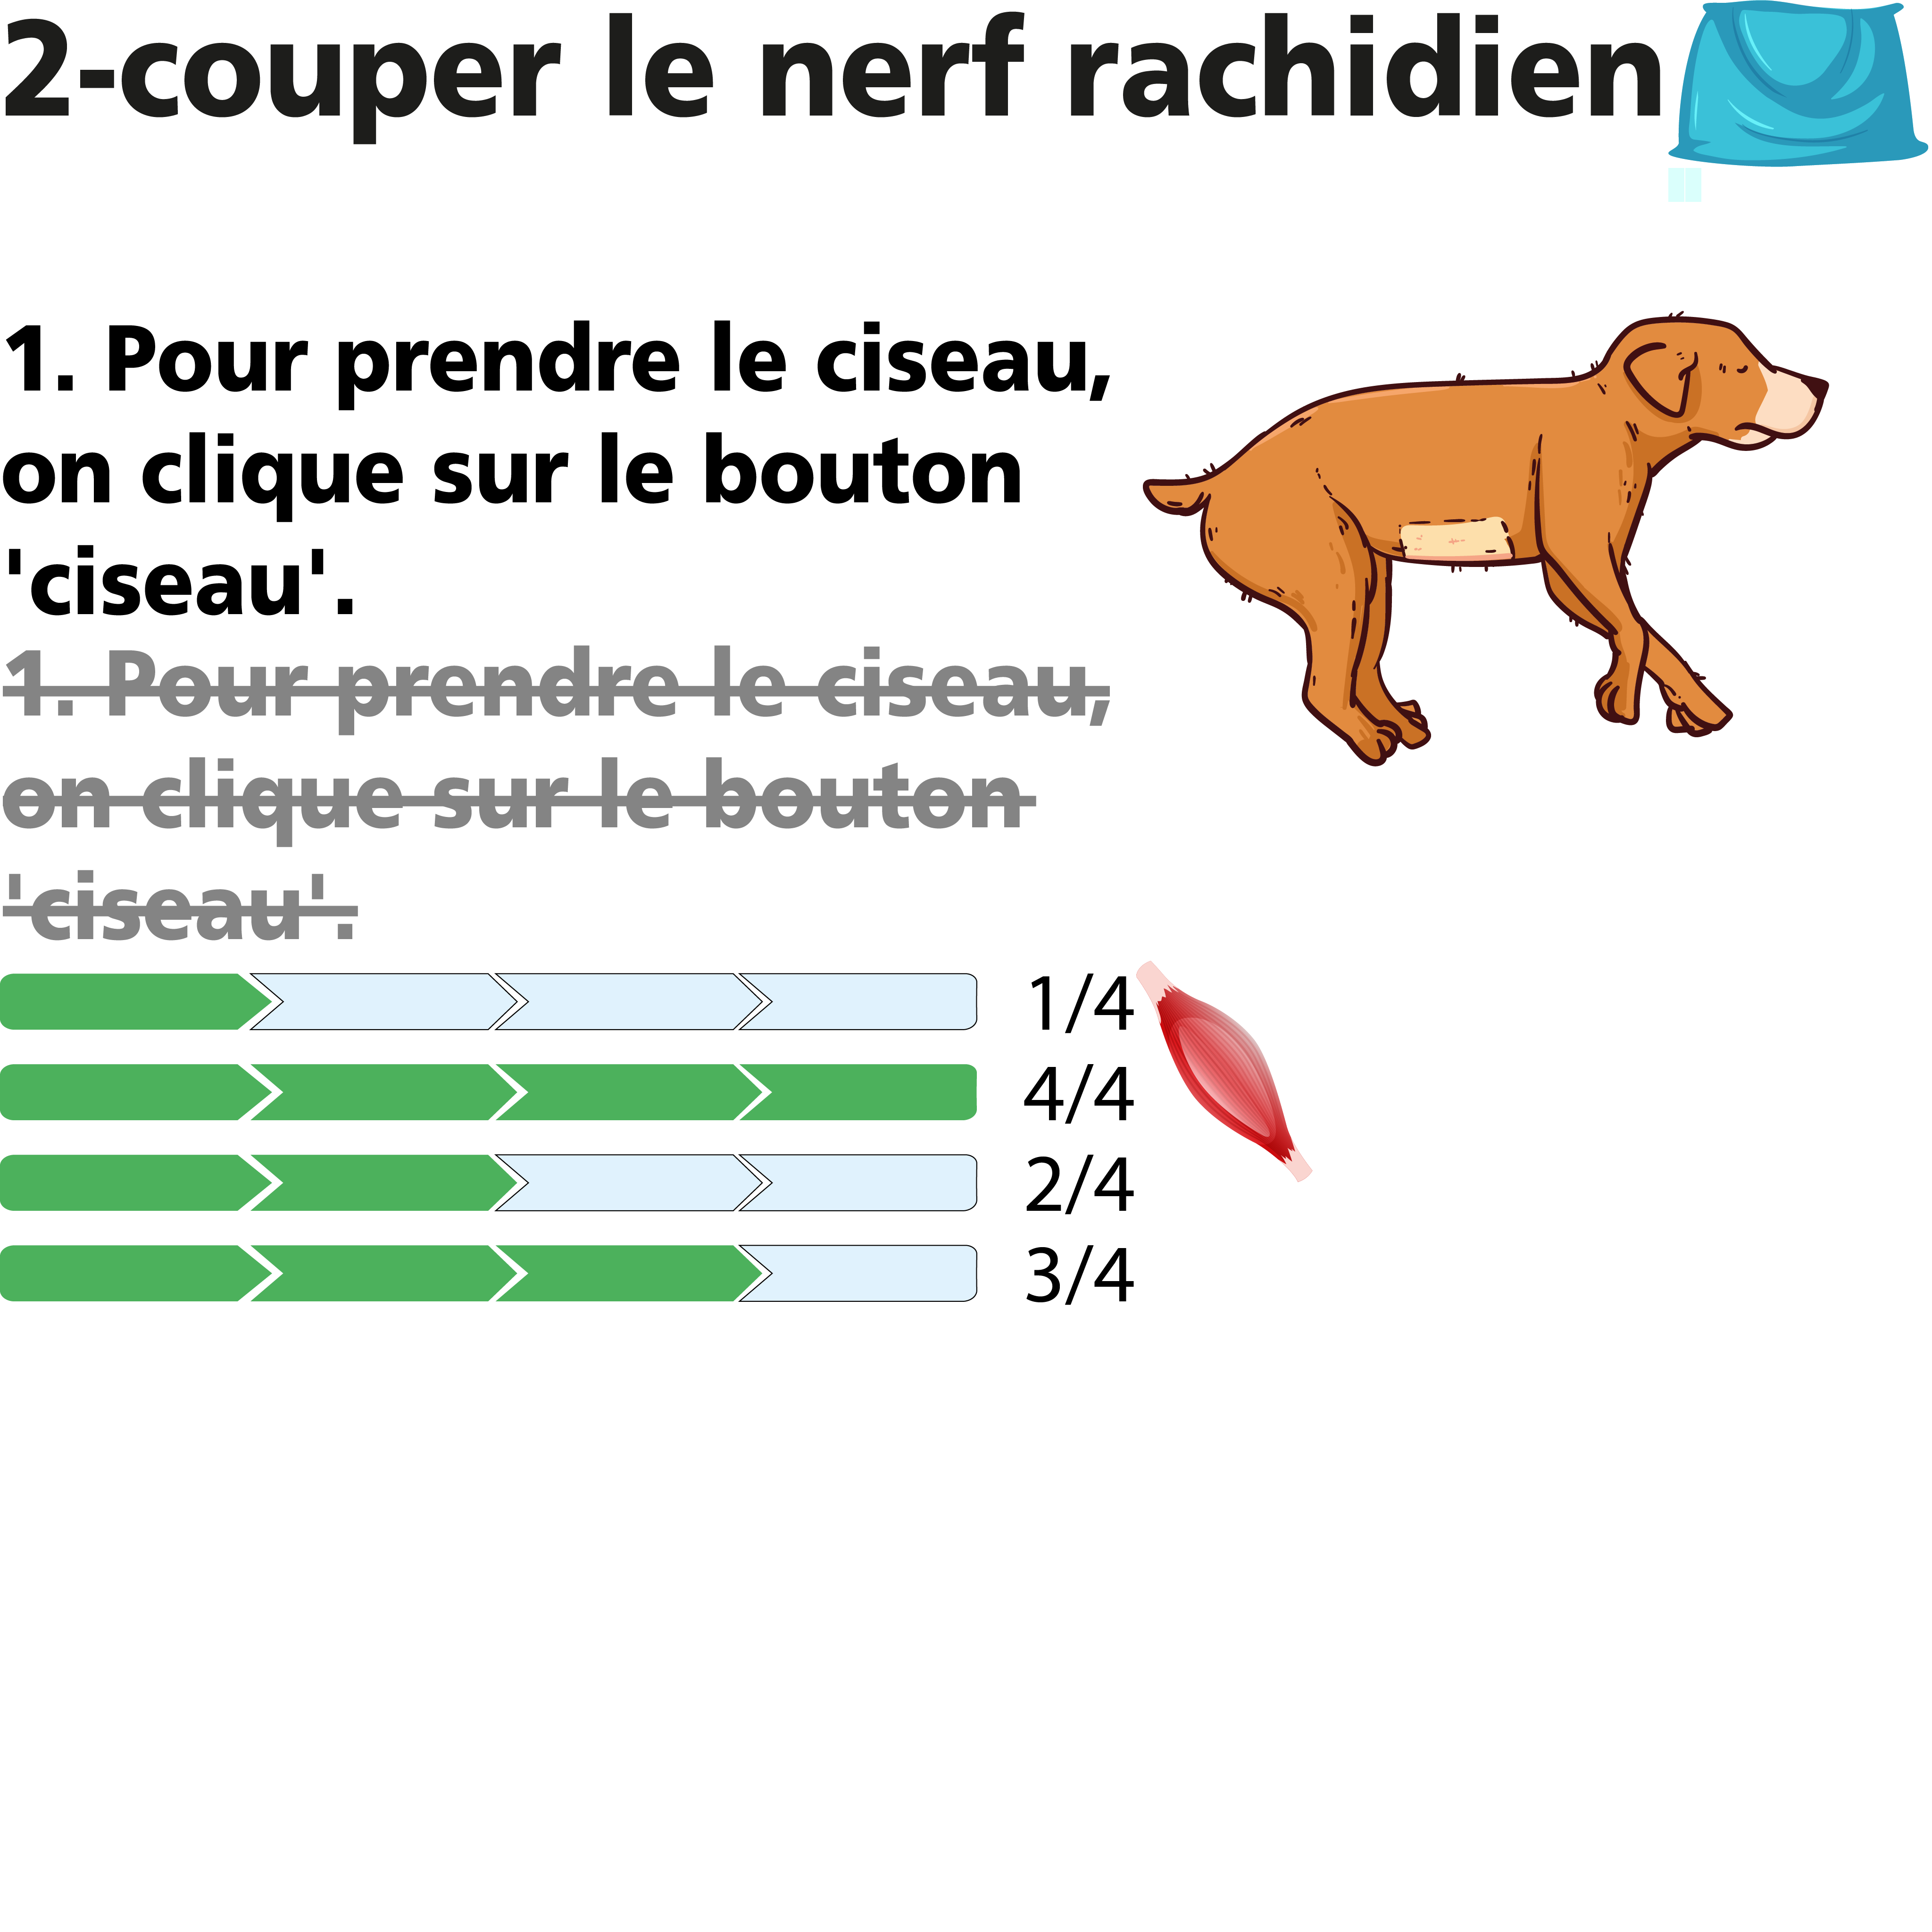 2-couper le nerf rachidien
1. Pour prendre le ciseau,
on clique sur le bouton
'ciseau'.
1. Pour prendre le ciseau,
on clique sur le bouton
'ciseau'.
1/4
4/4
2/4
3/4